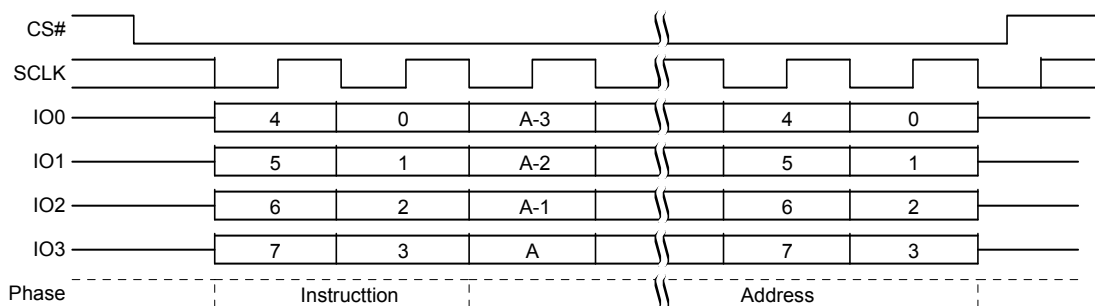 CS#
SCLK
IO0 4 0 A-3 4 0
IO1 5 1 A-2 5 1
IO2 6 2 A-1 6 2
IO3 7 3 A 7 3
Phase Instructtion Address